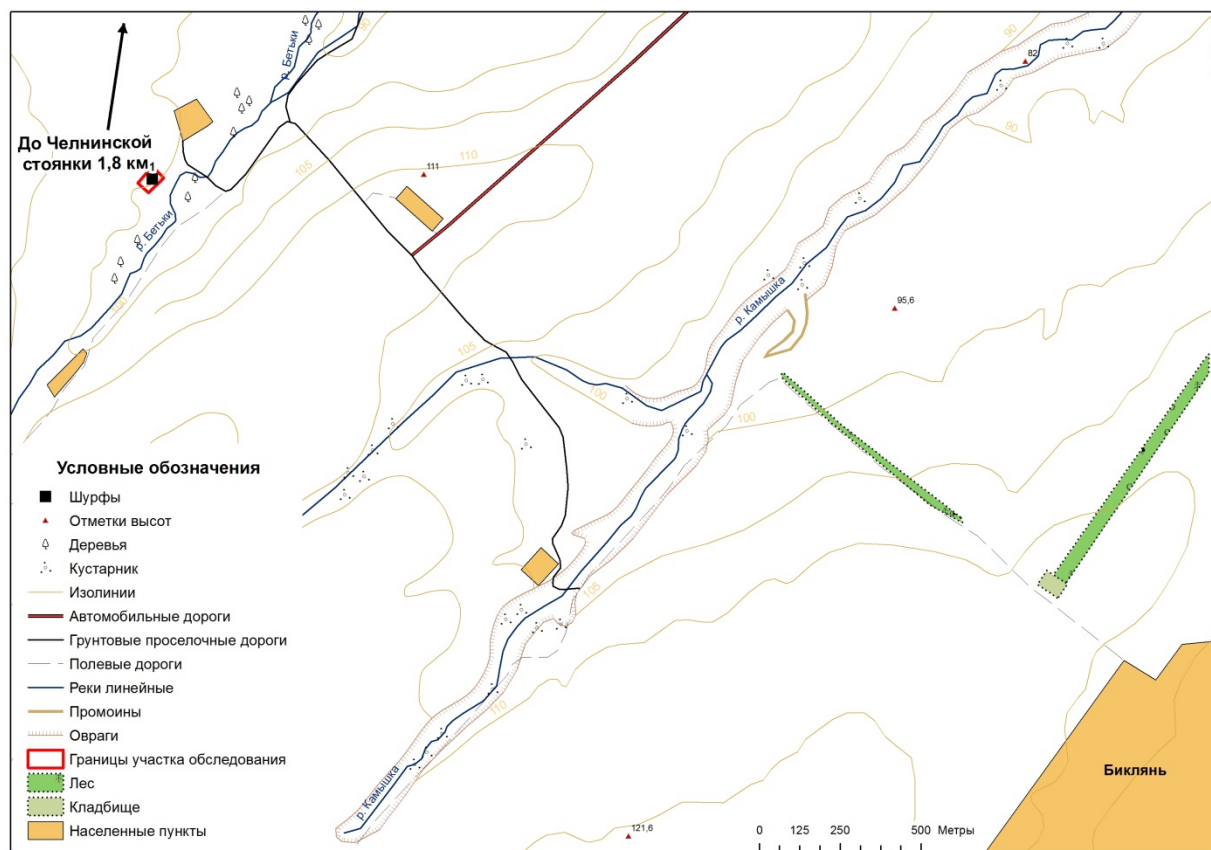 90
р. Бетьки
р. Бетьки
До Челнинской
стоянки 1,8 км
1
105
110
111
р. Бетьки
100
90
82
90
р. Камышка
95,6
105
100
100
105
110
р. Камышка
121,6
Биклянь
Условные обозначения
Шурфы
Отметки высот
Деревья
Кустарник
Изолинии
Автомобильные дороги
Грунтовые проселочные дороги
Полевые дороги
Реки линейные
Промоины
Овраги
Границы участка обследования
Лес
Кладбище
Населенные пункты
0 125 250 500 Метры